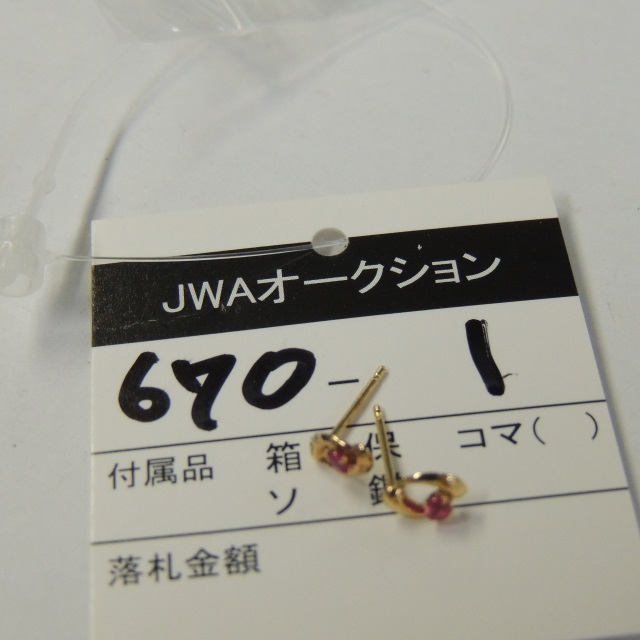 JWAオークション
670- 1
付属品 箱 保 コマ( )
ソ
落札金額